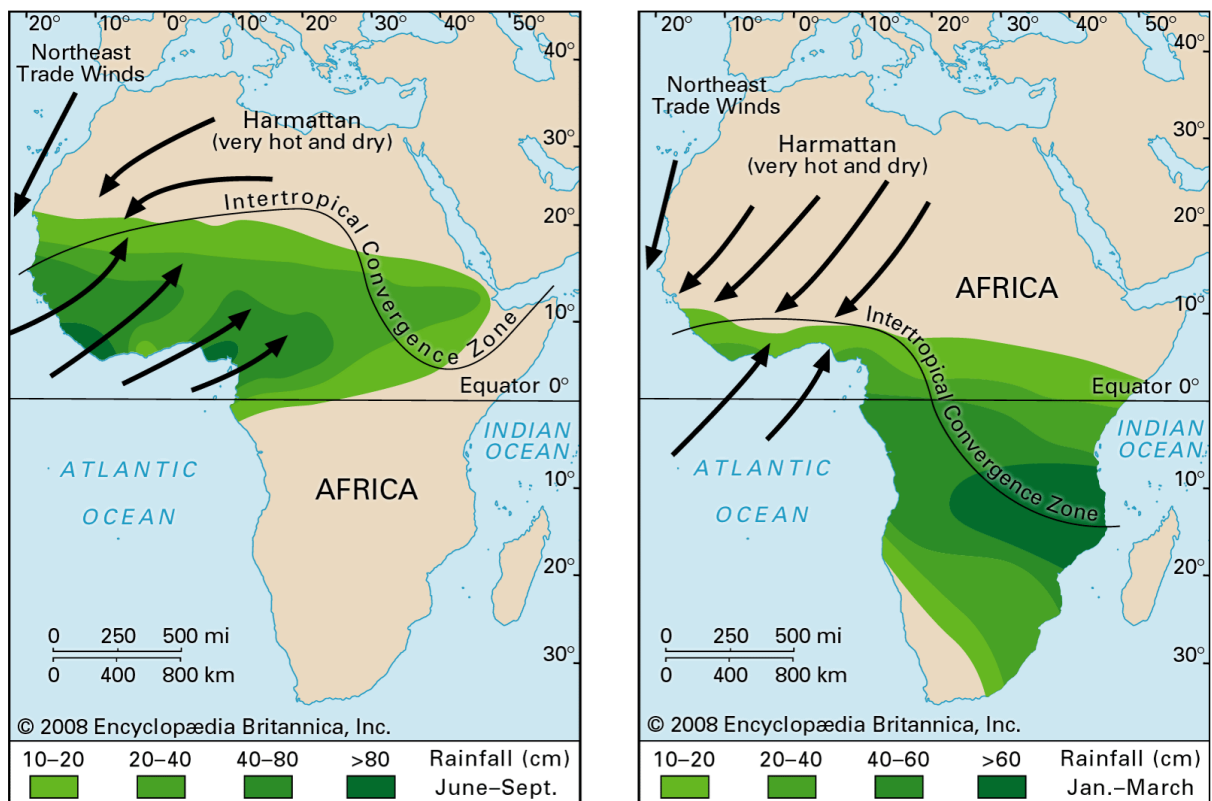 20° 10° 0° 10° 20° 30° 40° 50°
40°
Northeast
Trade Winds
Harmattan
(very hot and dry)
30°
20°
Intertropical Convergence Zone
10°
Equator 0°
INDIAN
OCEAN
ATLANTIC
OCEAN
AFRICA
10°
20°
0 250 500 mi
0 400 800 km
30°
© 2008 Encyclopædia Britannica, Inc.
10–20 20–40 40–80 >80 Rainfall (cm)
June–Sept.
20° 10° 0° 10° 20° 30° 40° 50°
40°
Northeast
Trade Winds
30°
Harmattan
(very hot and dry)
20°
AFRICA
10°
Intertropical Convergence Zone
Equator 0°
INDIAN
OCEAN
ATLANTIC
OCEAN
10°
20°
0 250 500 mi
0 400 800 km
30°
© 2008 Encyclopædia Britannica, Inc.
10–20 20–40 40–60 >60 Rainfall (cm)
Jan.–March